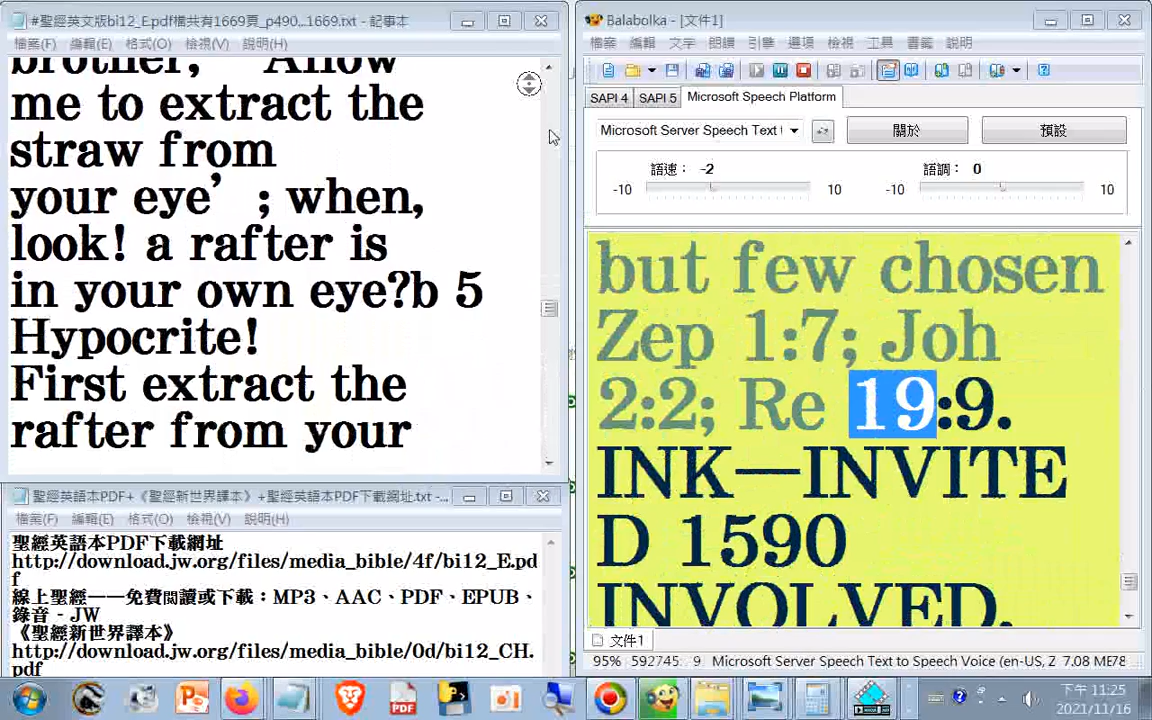 #聖經英文版bi12_E.pdf橫共有1669頁_p490,..1669.txt - 記事本
檔案(F) 編輯(E) 格式(O) 檢視(V) 說明(H)
brother, ‘Allow
me to extract the
straw from
your eye’; when,
look! a rafter is
in your own eye?b 5
Hypocrite!
First extract the
rafter from your
聖經英語本PDF+《聖經新世界譯本》+聖經英語本PDF下載網址.txt -...
檔案(F) 編輯(E) 格式(O) 檢視(V) 說明(H)
聖經英語本PDF下載網址
http://download.jw.org/files/media_bible/4f/bi12_E.pd
f
線上聖經——免費閱讀或下載：MP3、AAC、PDF、EPUB、
錄音 - JW
《聖經新世界譯本》
http://download.jw.org/files/media_bible/0d/bi12_CH.
pdf
Balabolka - [文件1]
檔案 編輯 文字 朗讀 引擎 選項 檢視 工具 書籤 說明
SAPI 4 SAPI 5 Microsoft Speech Platform
Microsoft Server Speech Text 關於 預設
語速： -2 語調： 0
-10 10 -10 10
but few chosen
Zep 1:7; Joh
2:2; Re 19:9.
INK—INVITE
D 1590
INVOLVED.
文件1
95% 592745: 9 Microsoft Server Speech Text to Speech Voice (en-US, Z 7.08 ME78
下午 11:25
2021/11/16